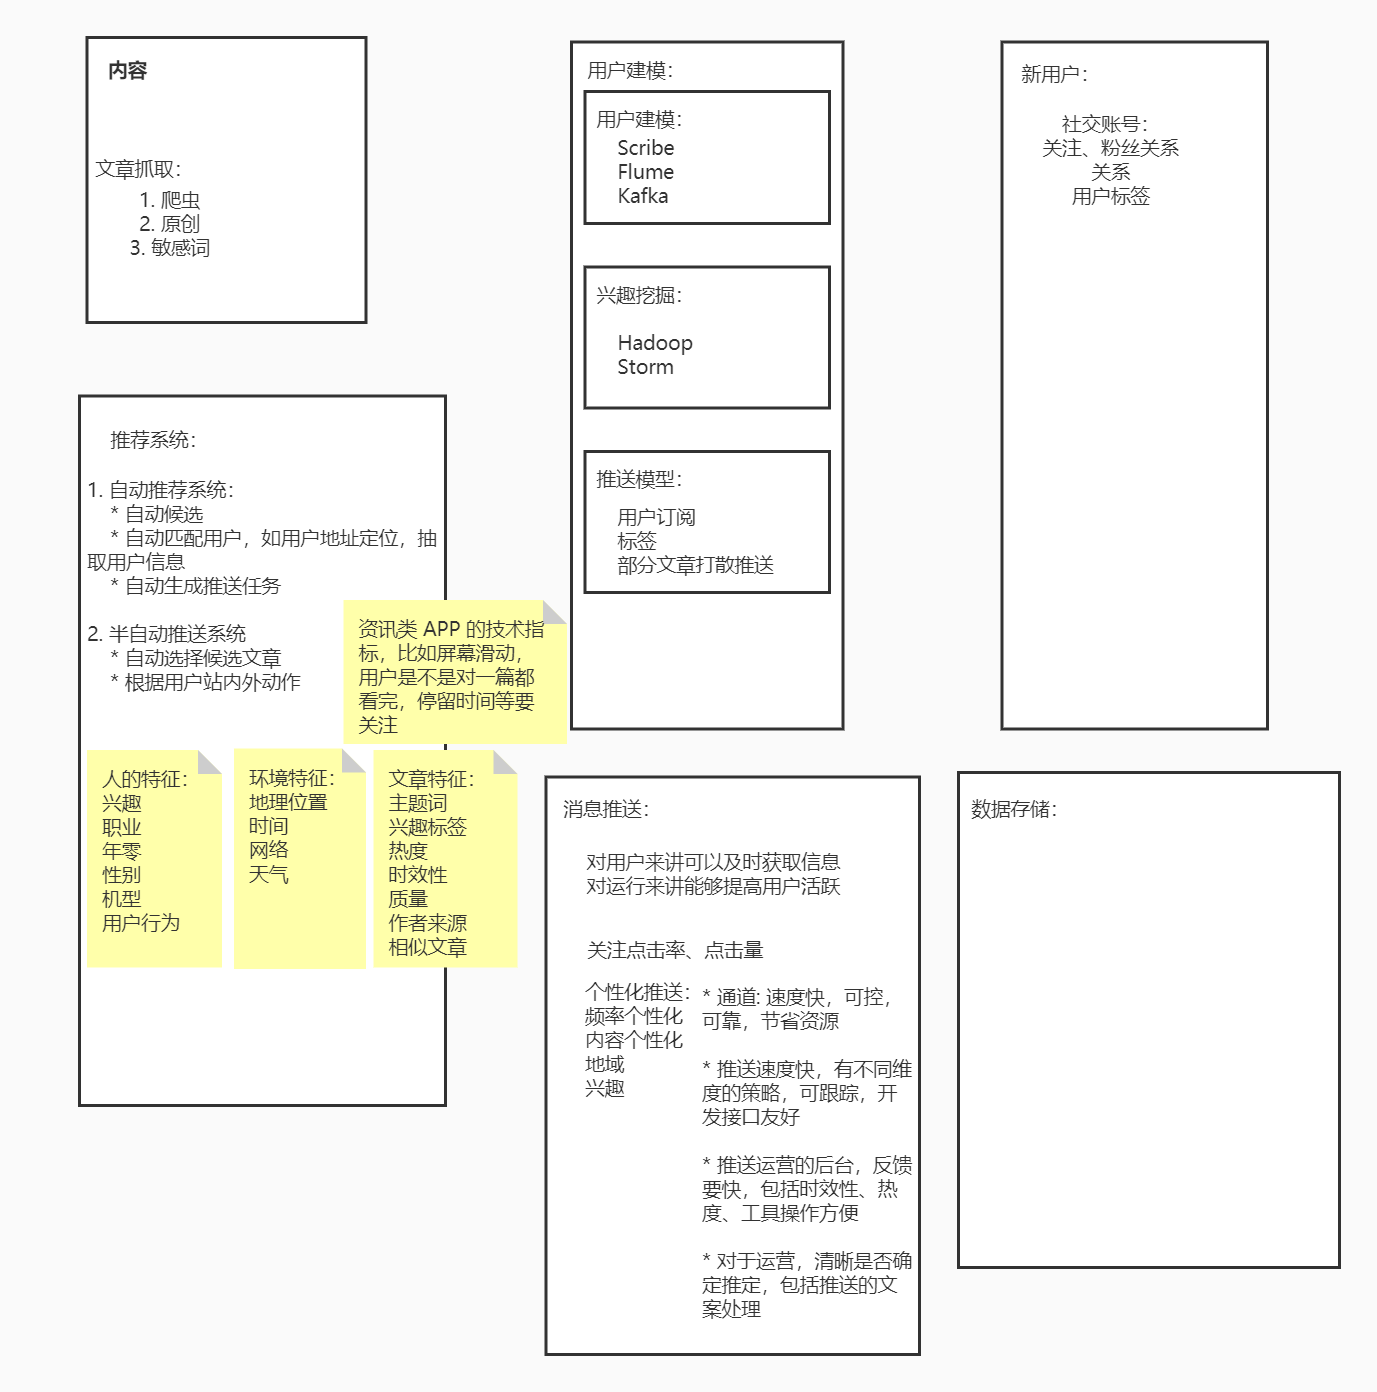 内容
文章抓取：
1. 爬虫
2. 原创
3. 敏感词
用户建模：
用户建模：
Scribe
Flume
Kafka
兴趣挖掘：
Hadoop
Storm
推送模型：
用户订阅
标签
部分文章打散推送
新用户：
社交账号：
关注、粉丝关系
关系
用户标签
推荐系统：
1. 自动推荐系统：
* 自动候选
* 自动匹配用户，如用户地址定位，抽
取用户信息
* 自动生成推送任务
2. 半自动推送系统
* 自动选择候选文章
* 根据用户站内外动作
资讯类 APP 的技术指
标，比如屏幕滑动，
用户是不是对一篇都
看完，停留时间等要
关注
人的特征：
兴趣
职业
年零
性别
机型
用户行为
环境特征：
地理位置
时间
网络
天气
文章特征：
主题词
兴趣标签
热度
时效性
质量
作者来源
相似文章
消息推送：
对用户来讲可以及时获取信息
对运行来讲能够提高用户活跃
关注点击率、点击量
个性化推送：
频率个性化
内容个性化
地域
兴趣
* 通道: 速度快，可控，
可靠，节省资源
* 推送速度快，有不同维
度的策略，可跟踪，开
发接口友好
* 推送运营的后台，反馈
要快，包括时效性、热
度、工具操作方便
* 对于运营，清晰是否确
定推定，包括推送的文
案处理
数据存储：